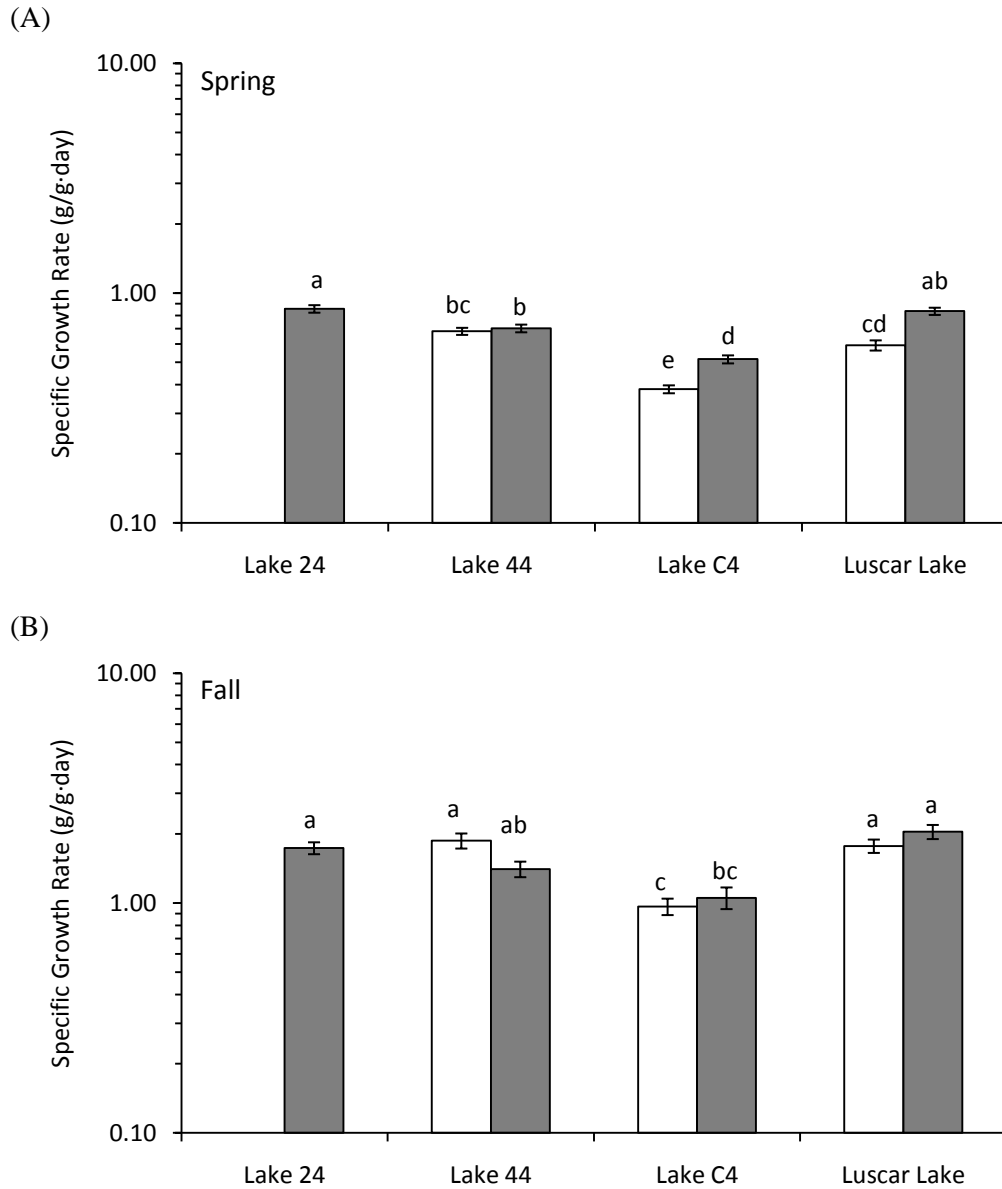 (A)
10.00
Spring
Specific Growth Rate (g/g·day)
1.00
0.10
a
bc
b
e
d
cd
ab
Lake 24
Lake 44
Lake C4
Luscar Lake
(B)
10.00
Fall
Specific Growth Rate (g/g·day)
1.00
0.10
a
a
ab
c
bc
a
a
Lake 24
Lake 44
Lake C4
Luscar Lake